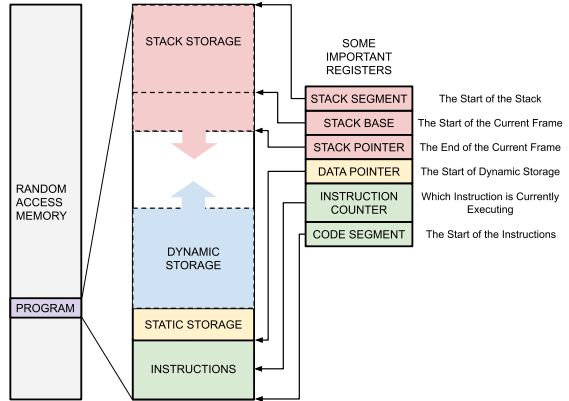 STACK STORAGE
SOME
IMPORTANT
REGISTERS
STACK SEGMENT
The Start of the Stack
STACK BASE
The Start of the Current Frame
STACK POINTER
The End of the Current Frame
DATA POINTER
The Start of Dynamic Storage
RANDOM
ACCESS
MEMORY
INSTRUCTION
COUNTER
Which Instruction is Currently
Executing
CODE SEGMENT
The Start of the Instructions
DYNAMIC
STORAGE
PROGRAM
STATIC STORAGE
INSTRUCTIONS